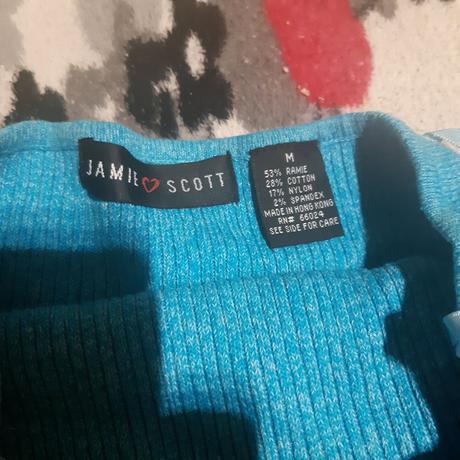 JAMIE SCOTT
M
53% RAMIE
28% COTTON
17% NYLON
2% SPANDEX
MADE IN HONG KONG
RN# 66024
SEE SIDE FOR CARE